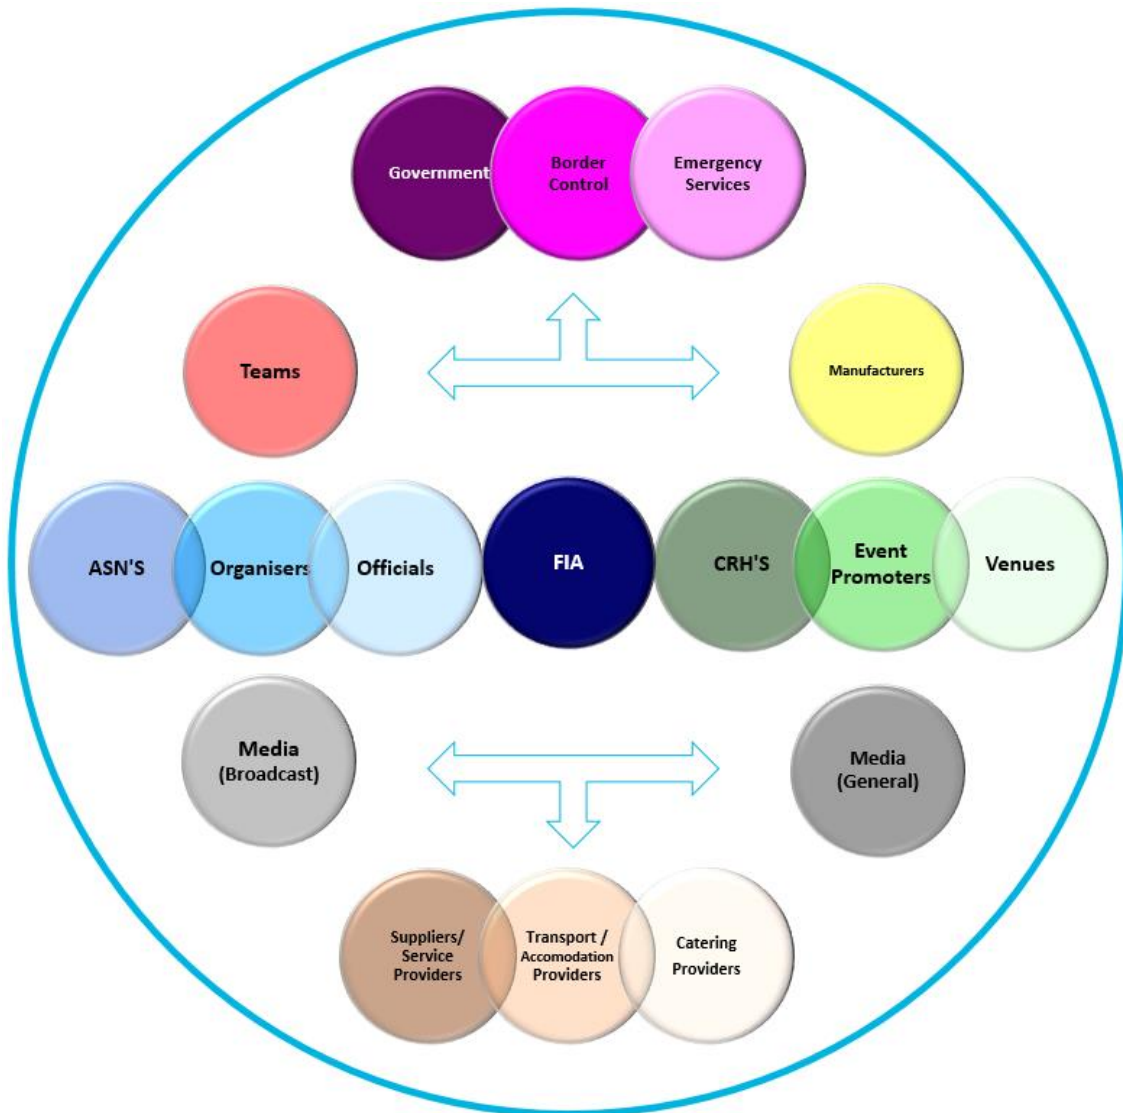 Government
Border
Control
Emergency
Services
Teams
Manufacturers
ASN'S
Organisers
Officials
FIA
CRH'S
Event
Promoters
Venues
Media
(Broadcast)
Media
(General)
Suppliers/
Service
Providers
Transport /
Accomodation
Providers
Catering
Providers